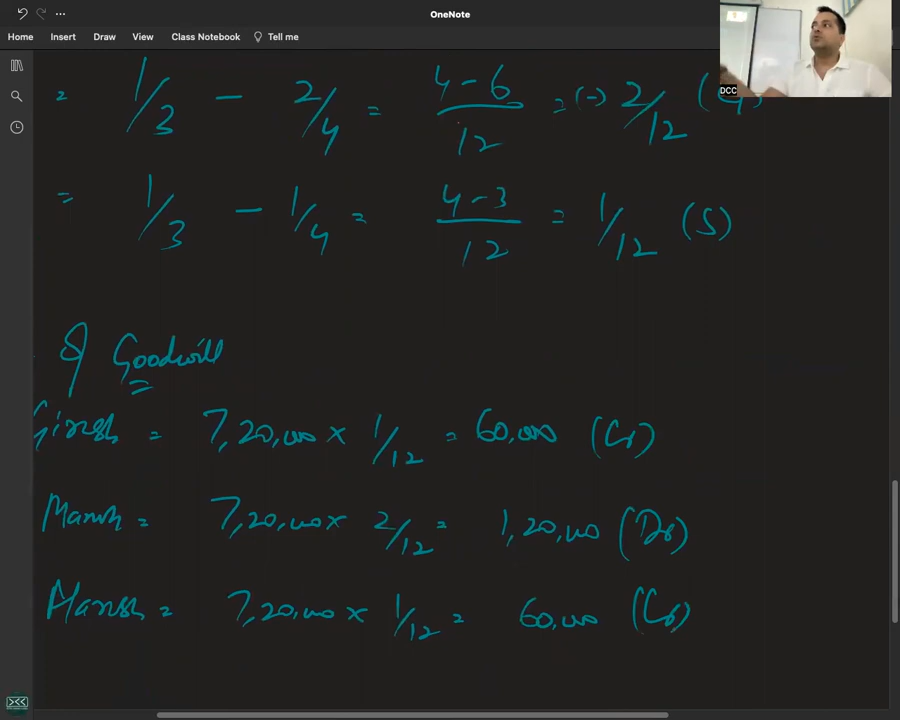 OneNote
Home Insert Draw View Class Notebook Tell me
DCC
= 1/3 - 2/4 = 4-6/12 = (-) 2/12 (G)
= 1/3 - 1/4 = 4-3/12 = 1/12 (S)
of Goodwill
Girish = 7,20,000 x 1/12 = 60,000 (Cr)
7,20,000 x 2/12 = 1,20,000 (Dr)
Manish = 7,20,000 x 1/12 = 60,000 (Cr)